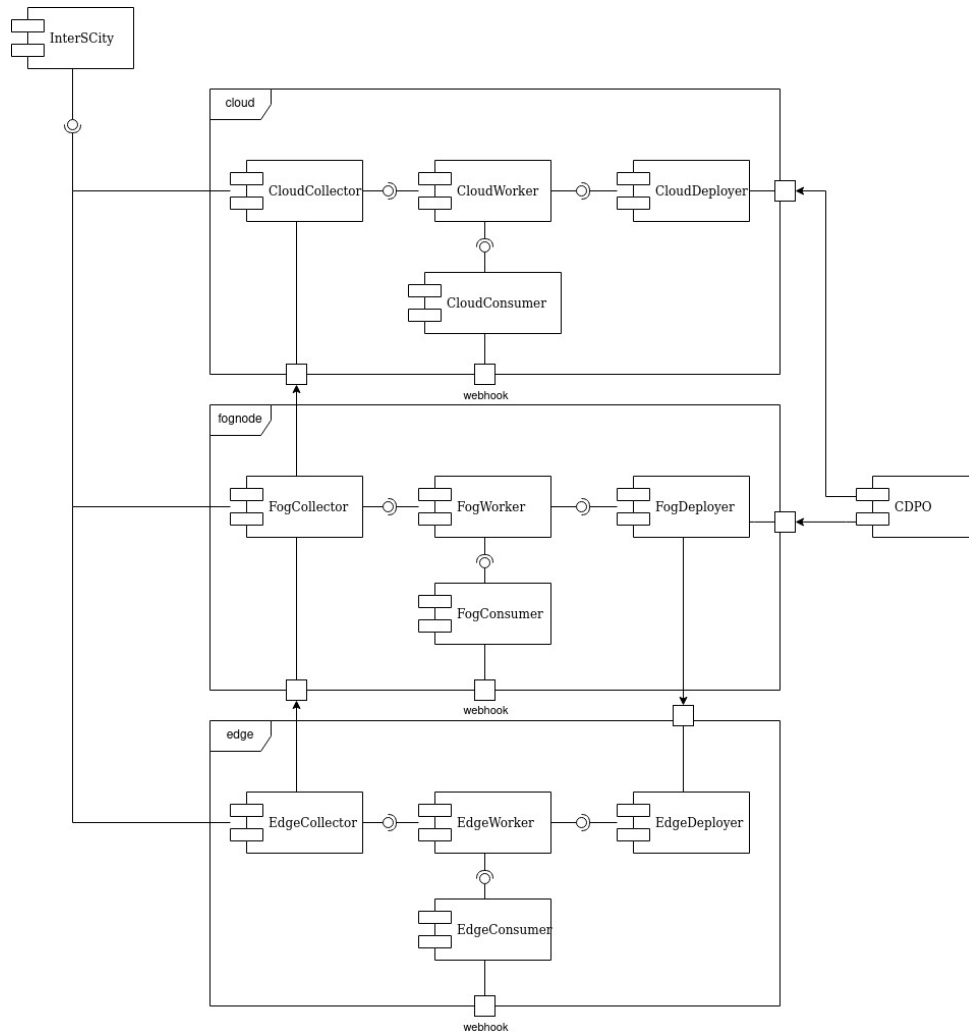 InterSCity
cloud
CloudCollector
CloudWorker
CloudDeployer
CloudConsumer
webhook
fognode
FogCollector
FogWorker
FogDeployer
CDPO
FogConsumer
webhook
edge
EdgeCollector
EdgeWorker
EdgeDeployer
EdgeConsumer
webhook